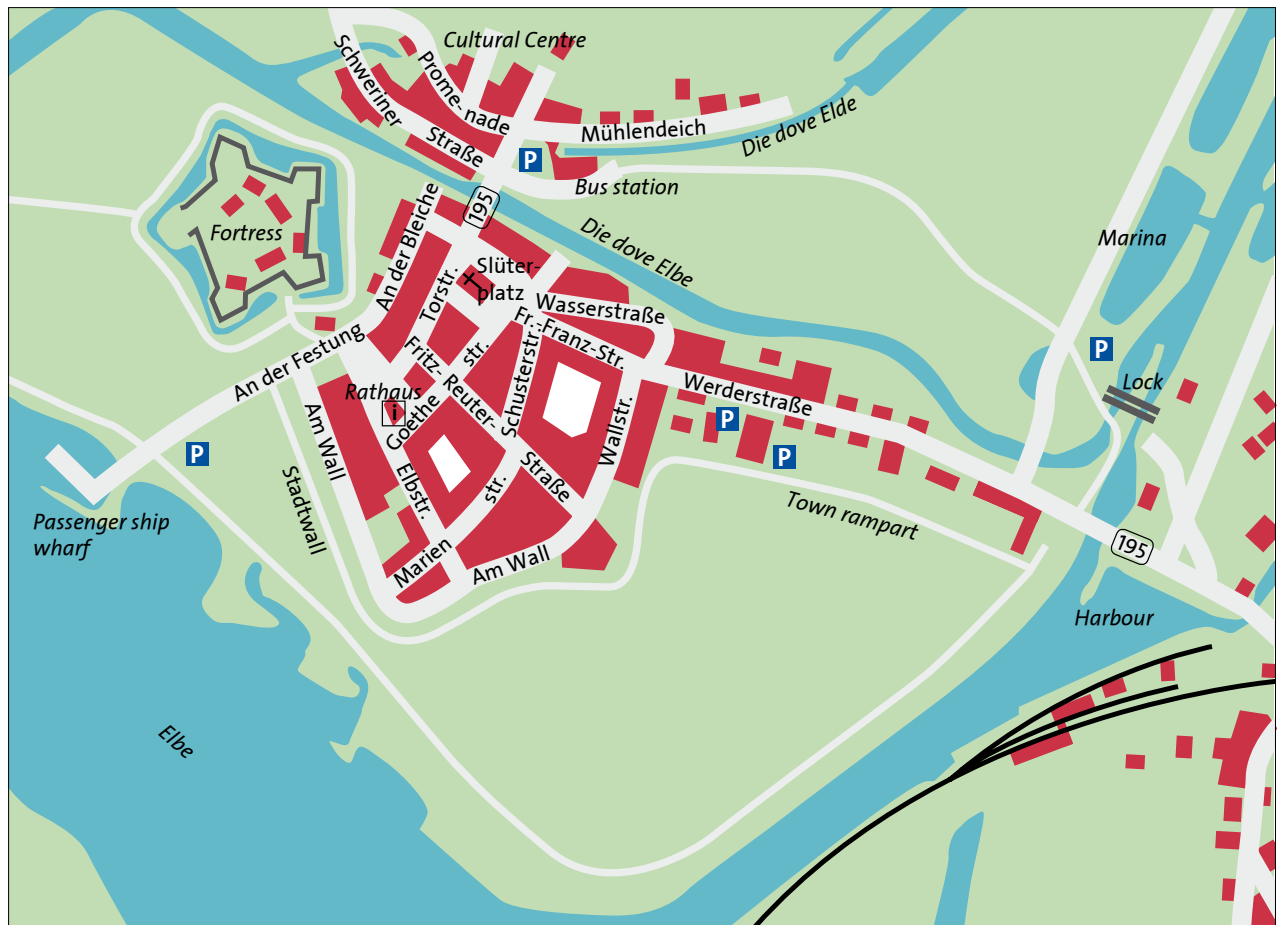 Cultural Centre
Schweriner
Straße
Prome-nade
Mühlendeich
Die dove Elde
P
Bus station
195
Die dove Elbe
Fortress
An der Bleiche
Torstr.
Slüter-
platz
Wasserstraße
Fr.-Franz-Str.
Marina
P
Lock
An der Festung
Fritz-Reuter-
Straße
Schusterstr.
Rathaus
i
Goethe
str.
Werderstraße
P
P
Wallstr.
Am Wall
Stadtwall
P
Elbstr.
Marien
str.
Am Wall
Town rampart
Passenger ship
wharf
195
Harbour
Elbe